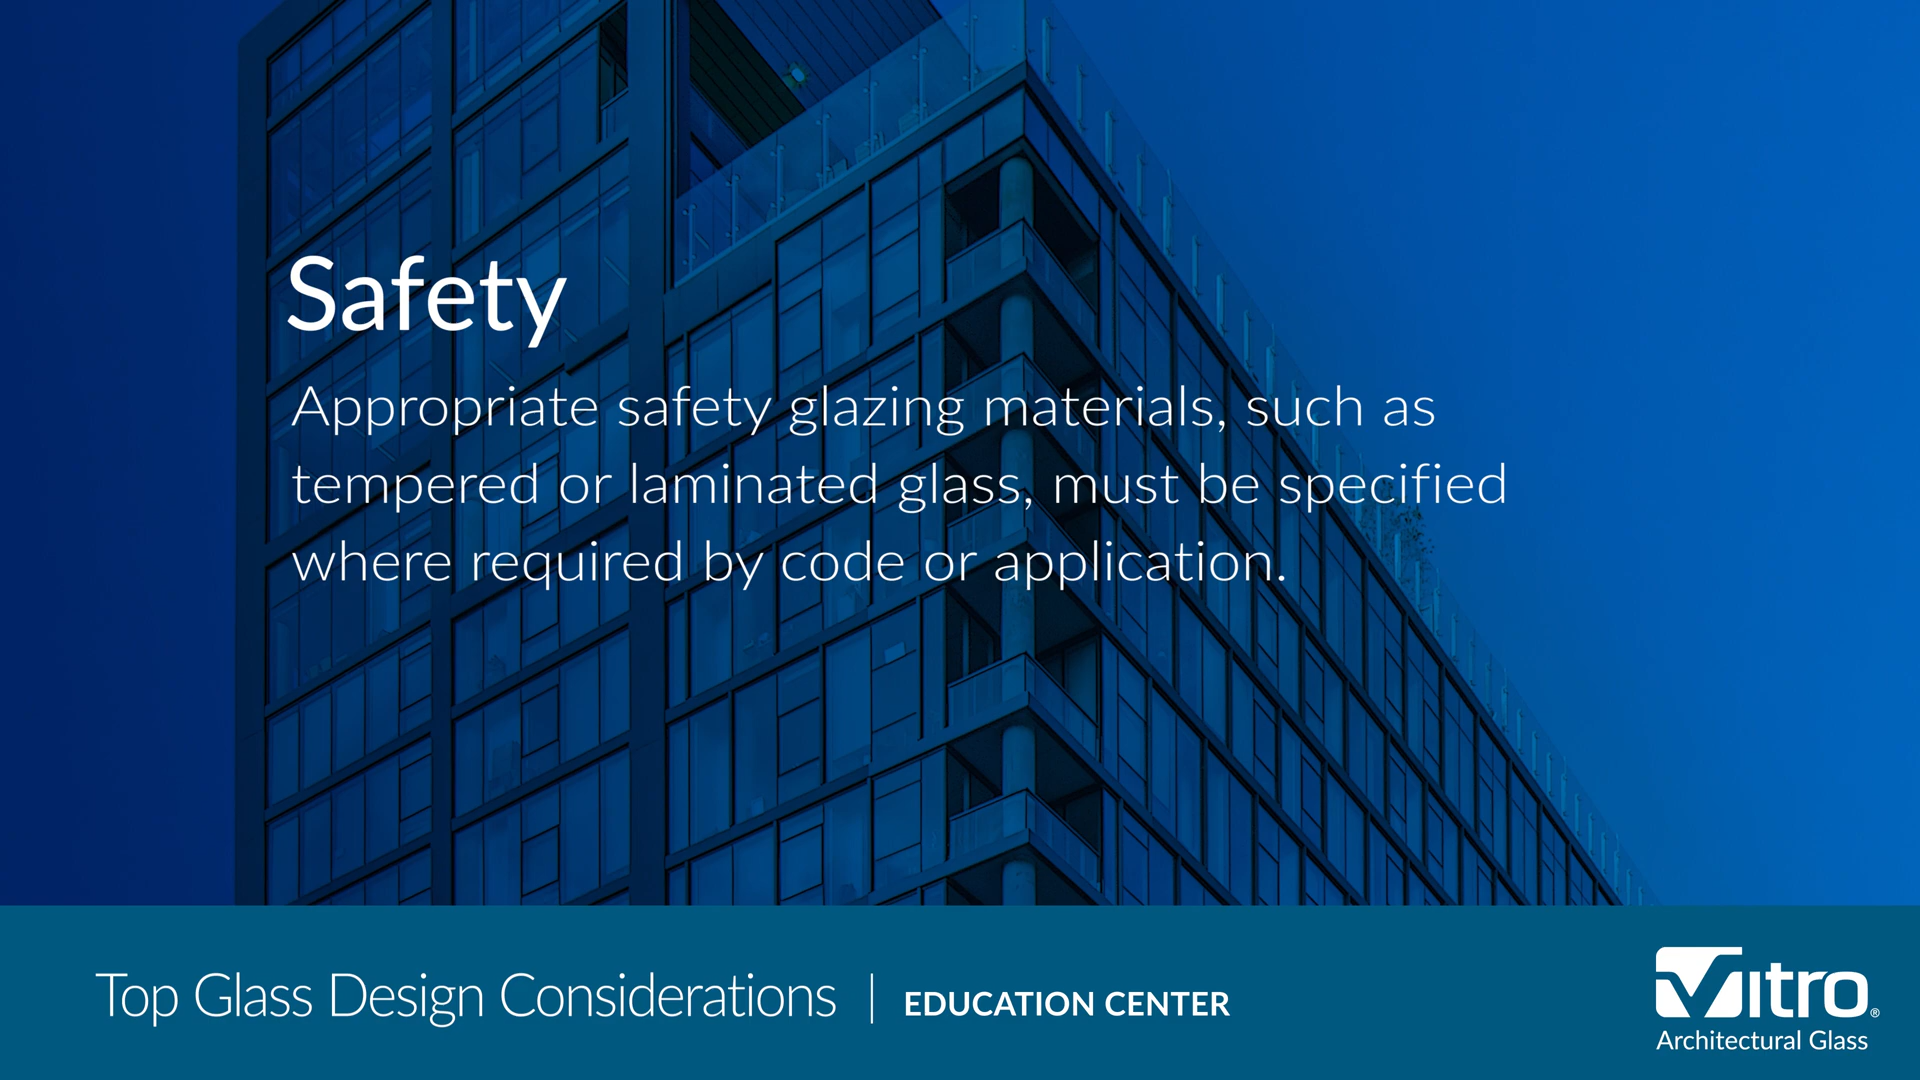 Safety
Appropriate safety glazing materials, such as
tempered or laminated glass, must be specified
where required by code or application.
Top Glass Design Considerations | EDUCATION CENTER
Vitro®
Architectural Glass